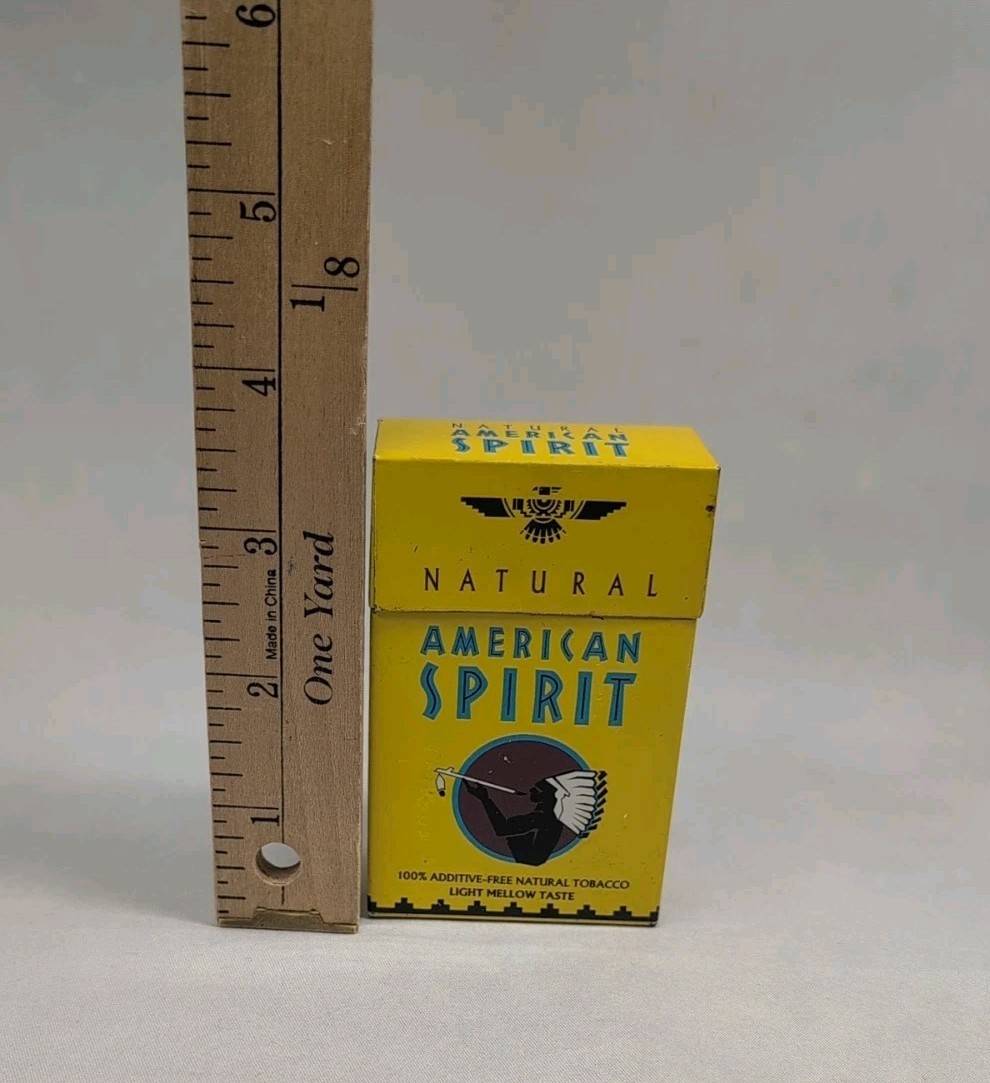 6
5
1
8
4
3
Made in China
One Yard
2
1
NATURAL
AMERICAN
SPIRIT
NATURAL
AMERICAN
SPIRIT
100% ADDITIVE-FREE NATURAL TOBACCO
LIGHT MELLOW TASTE